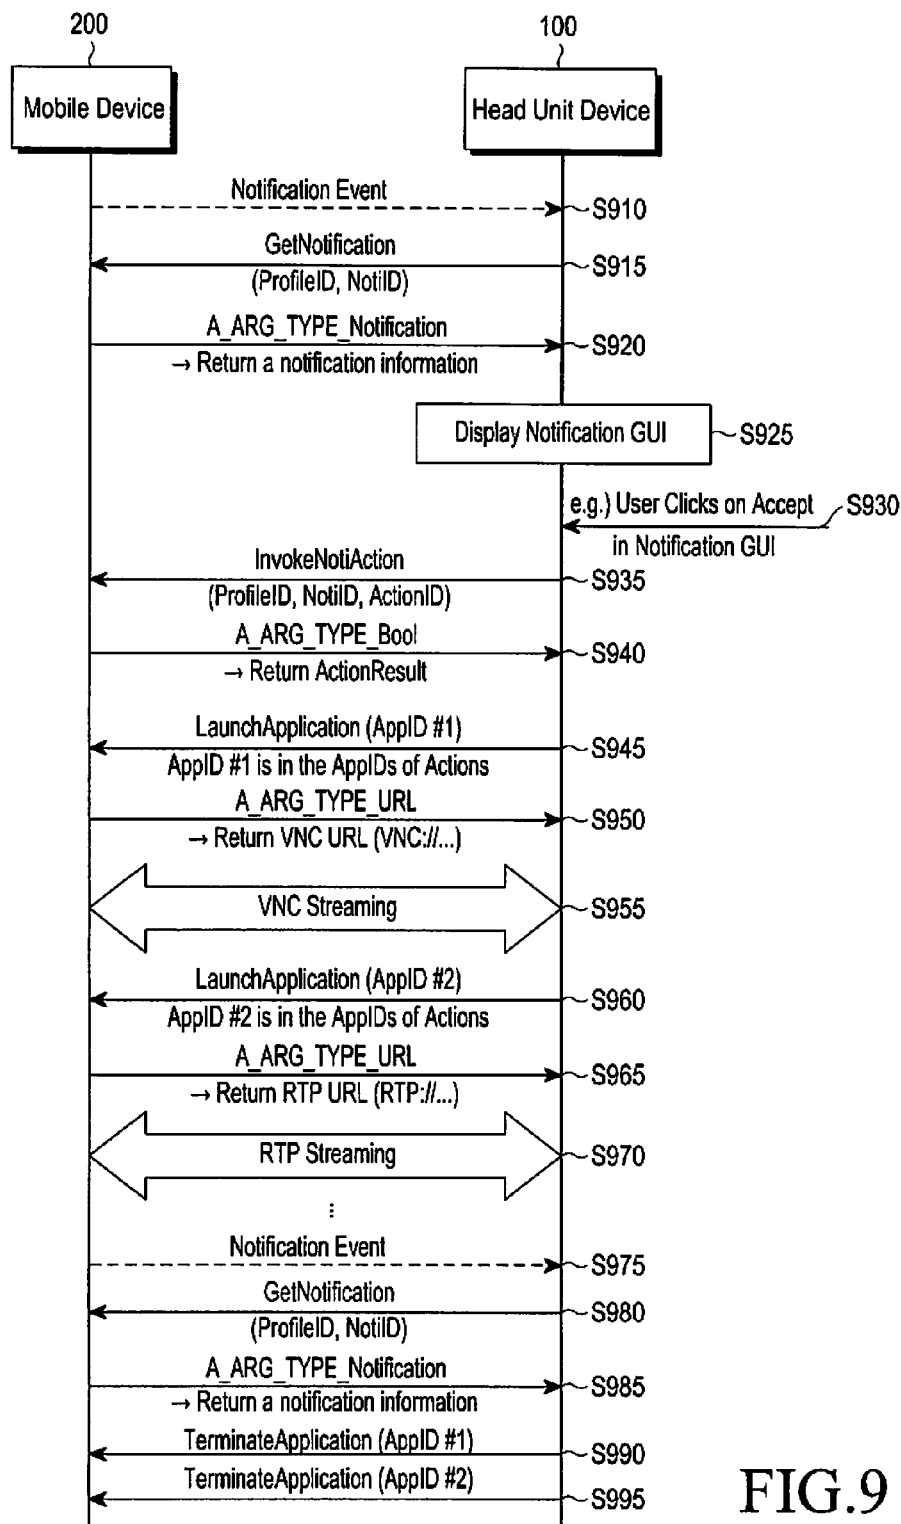 200
100
Mobile Device
Head Unit Device
Notification Event
S910
GetNotification
S915
(ProfileID, NotiID)
A_ARG_TYPE_Notification
S920
→ Return a notification information
Display Notification GUI
S925
e.g.) User Clicks on Accept
S930
in Notification GUI
InvokeNotiAction
S935
(ProfileID, NotiID, ActionID)
A_ARG_TYPE_Bool
S940
→ Return ActionResult
LaunchApplication (AppID #1)
S945
AppID #1 is in the AppIDs of Actions
A_ARG_TYPE_URL
S950
→ Return VNC URL (VNC://...)
VNC Streaming
S955
LaunchApplication (AppID #2)
S960
AppID #2 is in the AppIDs of Actions
A_ARG_TYPE_URL
S965
→ Return RTP URL (RTP://...)
RTP Streaming
S970
⋮
Notification Event
S975
GetNotification
S980
(ProfileID, NotiID)
A_ARG_TYPE_Notification
S985
→ Return a notification information
TerminateApplication (AppID #1)
S990
TerminateApplication (AppID #2)
S995
FIG.9